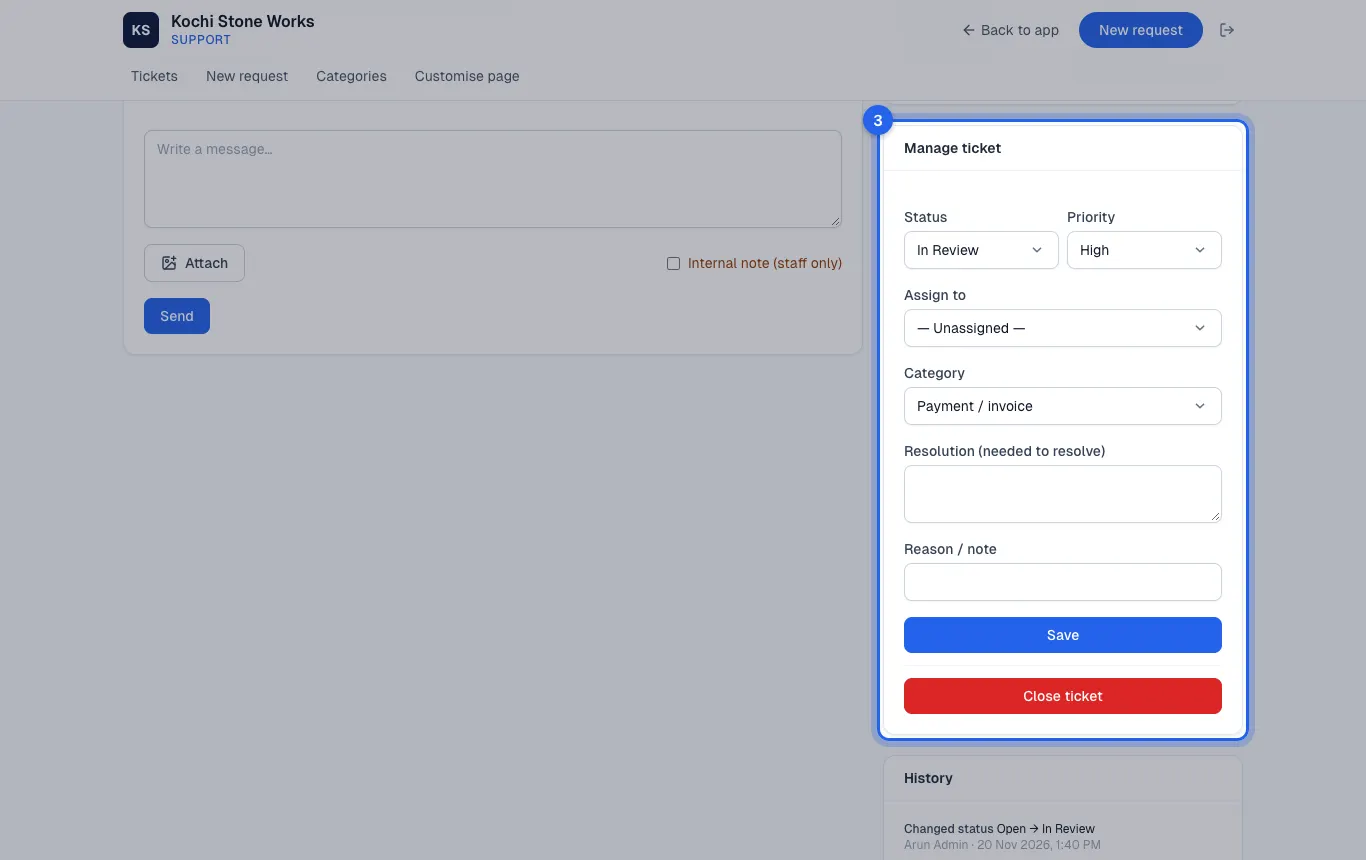 KS
Kochi Stone Works
SUPPORT
Back to app
New request
Tickets
New request
Categories
Customise page
Write a message...
Attach
Internal note (staff only)
Send
3
Manage ticket
Status
Priority
In Review
High
Assign to
— Unassigned —
Category
Payment / invoice
Resolution (needed to resolve)
Reason / note
Save
Close ticket
History
Changed status Open → In Review
Arun Admin · 20 Nov 2026, 1:40 PM